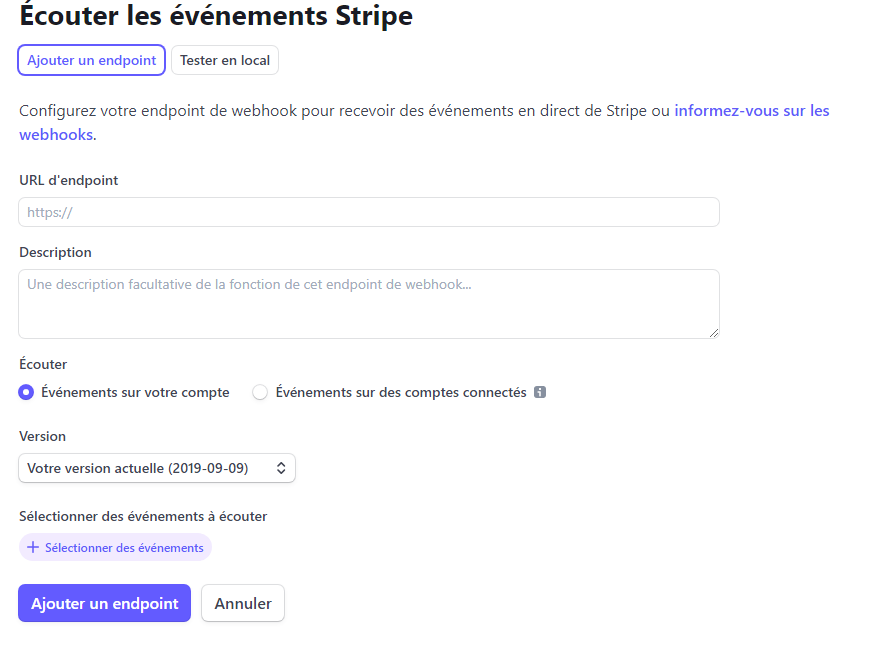 Écouter les événements Stripe
Ajouter un endpoint
Tester en local
Configurez votre endpoint de webhook pour recevoir des événements en direct de Stripe ou informez-vous sur les
webhooks.
URL d'endpoint
https://
Description
Une description facultative de la fonction de cet endpoint de webhook...
Écouter
Événements sur votre compte
Événements sur des comptes connectés
Version
Votre version actuelle (2019-09-09)
Sélectionner des événements à écouter
+ Sélectionner des événements
Ajouter un endpoint
Annuler